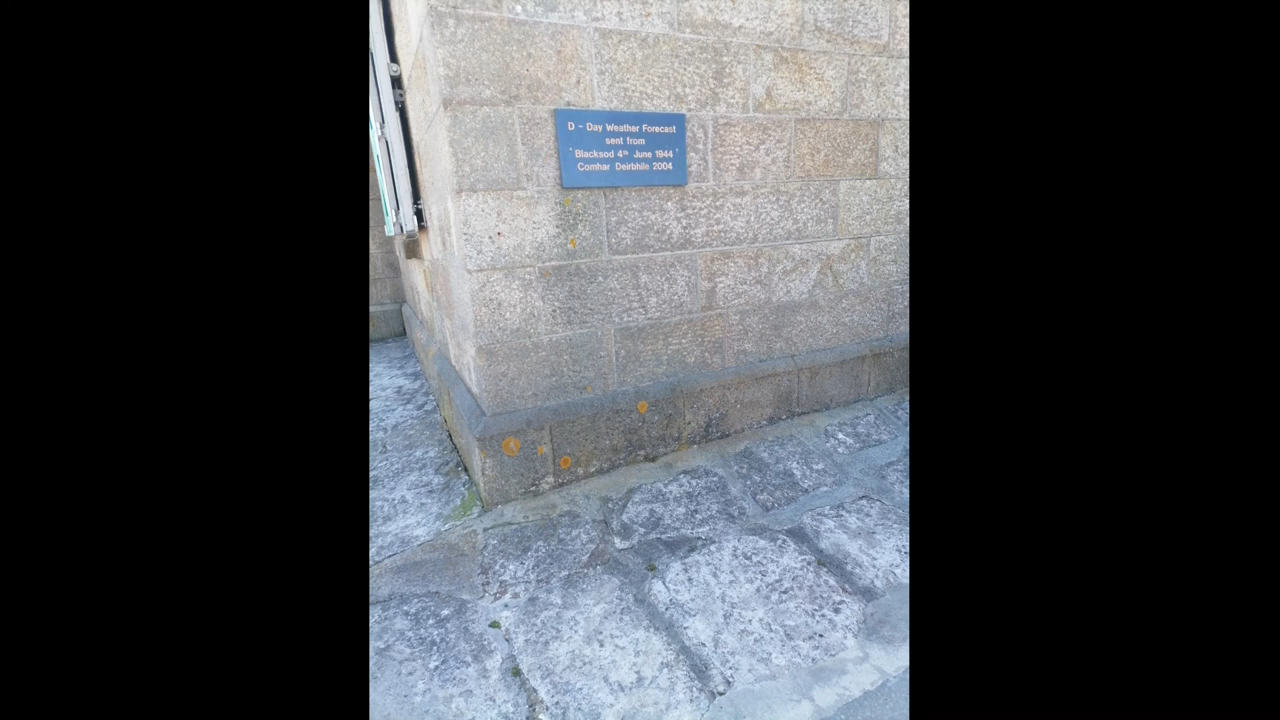 D - Day Weather Forecast
sent from
"Blacksod 4th June 1944"
Comhar Deirbhile 2004